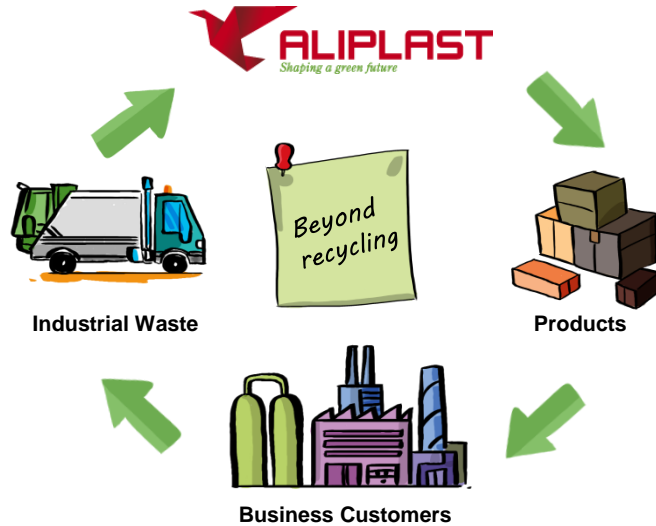 ALIPLAST
Shaping a green future
Beyond
recycling
Industrial Waste
Products
Business Customers